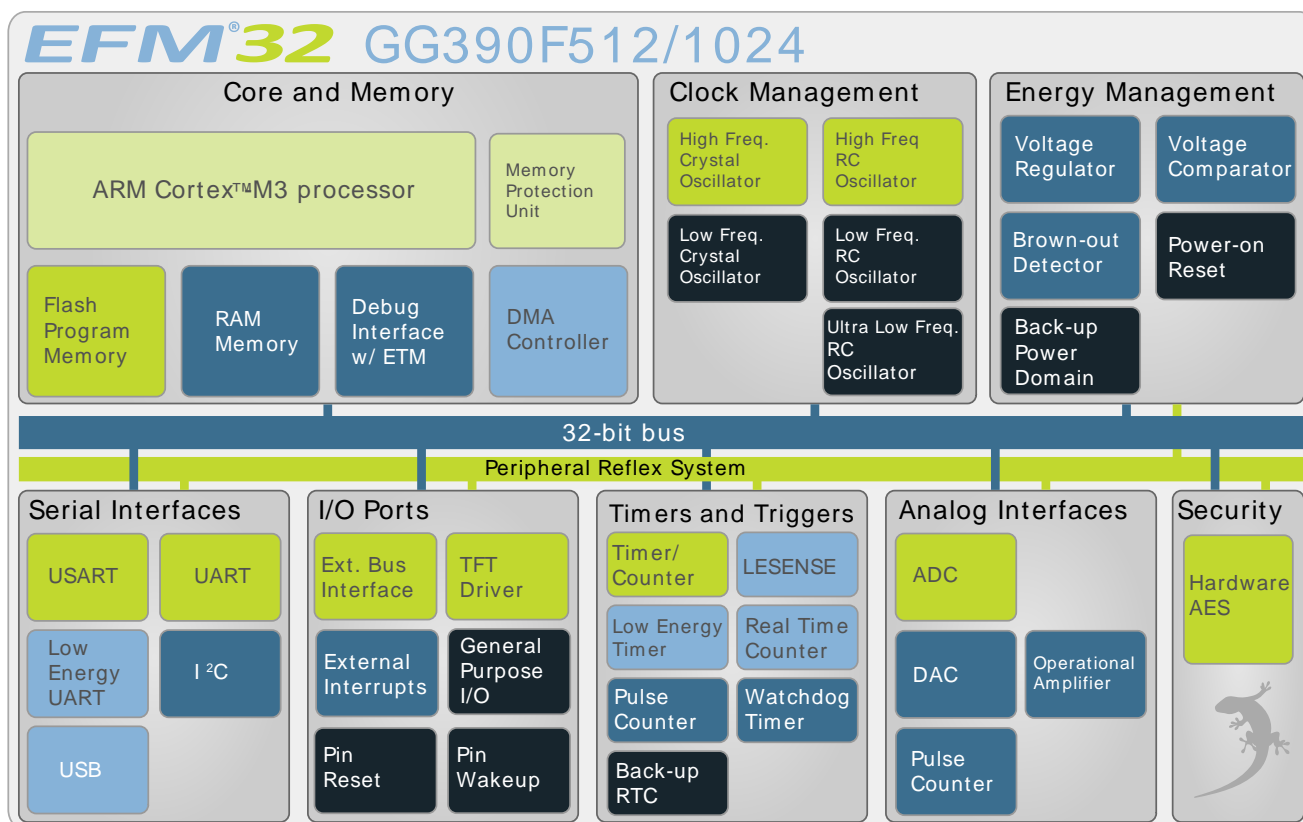 EFM®32 GG390F512/1024
Core and Memory
ARM Cortex™M3 processor
Memory
Protection
Unit
Flash
Program
Memory
RAM
Memory
Debug
Interface
w/ ETM
DMA
Controller
Clock Management
High Freq.
Crystal
Oscillator
High Freq
RC
Oscillator
Low Freq.
Crystal
Oscillator
Low Freq.
RC
Oscillator
Ultra Low Freq.
RC
Oscillator
Energy Management
Voltage
Regulator
Voltage
Comparator
Brown-out
Detector
Power-on
Reset
Back-up
Power
Domain
32-bit bus
Peripheral Reflex System
Serial Interfaces
USART
UART
Low
Energy
UART
I²C
USB
I/O Ports
Ext. Bus
Interface
TFT
Driver
External
Interrupts
General
Purpose
I/O
Pin
Reset
Pin
Wakeup
Timers and Triggers
Timer/
Counter
LESENSE
Low Energy
Timer
Real Time
Counter
Pulse
Counter
Watchdog
Timer
Back-up
RTC
Analog Interfaces
ADC
DAC
Operational
Amplifier
Pulse
Counter
Security
Hardware
AES